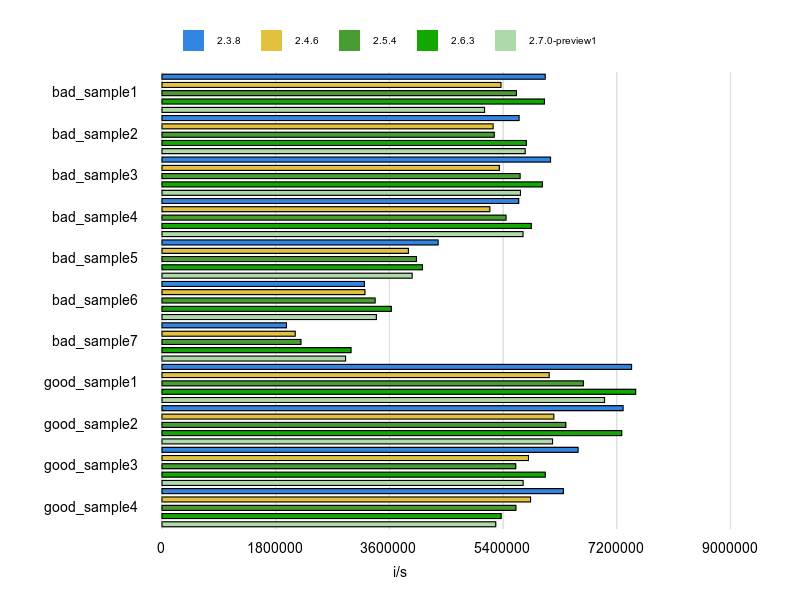 2.3.8 2.4.6 2.5.4 2.6.3 2.7.0-preview1
bad_sample1
bad_sample2
bad_sample3
bad_sample4
bad_sample5
bad_sample6
bad_sample7
good_sample1
good_sample2
good_sample3
good_sample4
0 1800000 3600000 5400000 7200000 9000000
i/s